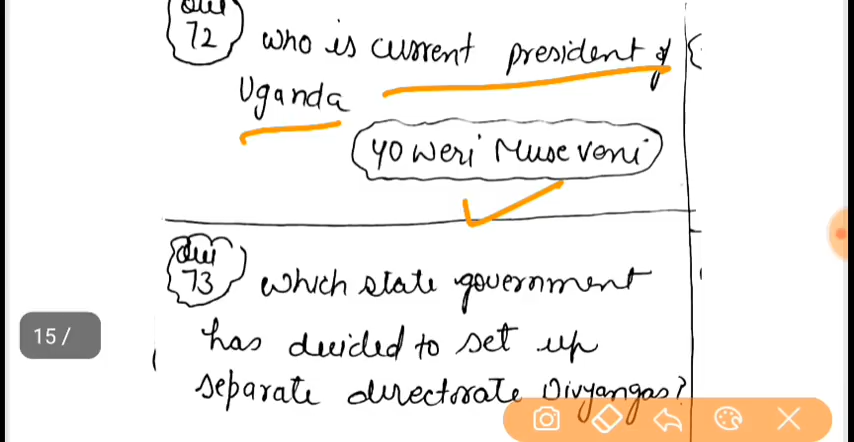 Que
72
who is current president of
Uganda
Yoweri Museveni
Que
73
which state government
has decided to set up
separate directorate Divyangas?
15 /